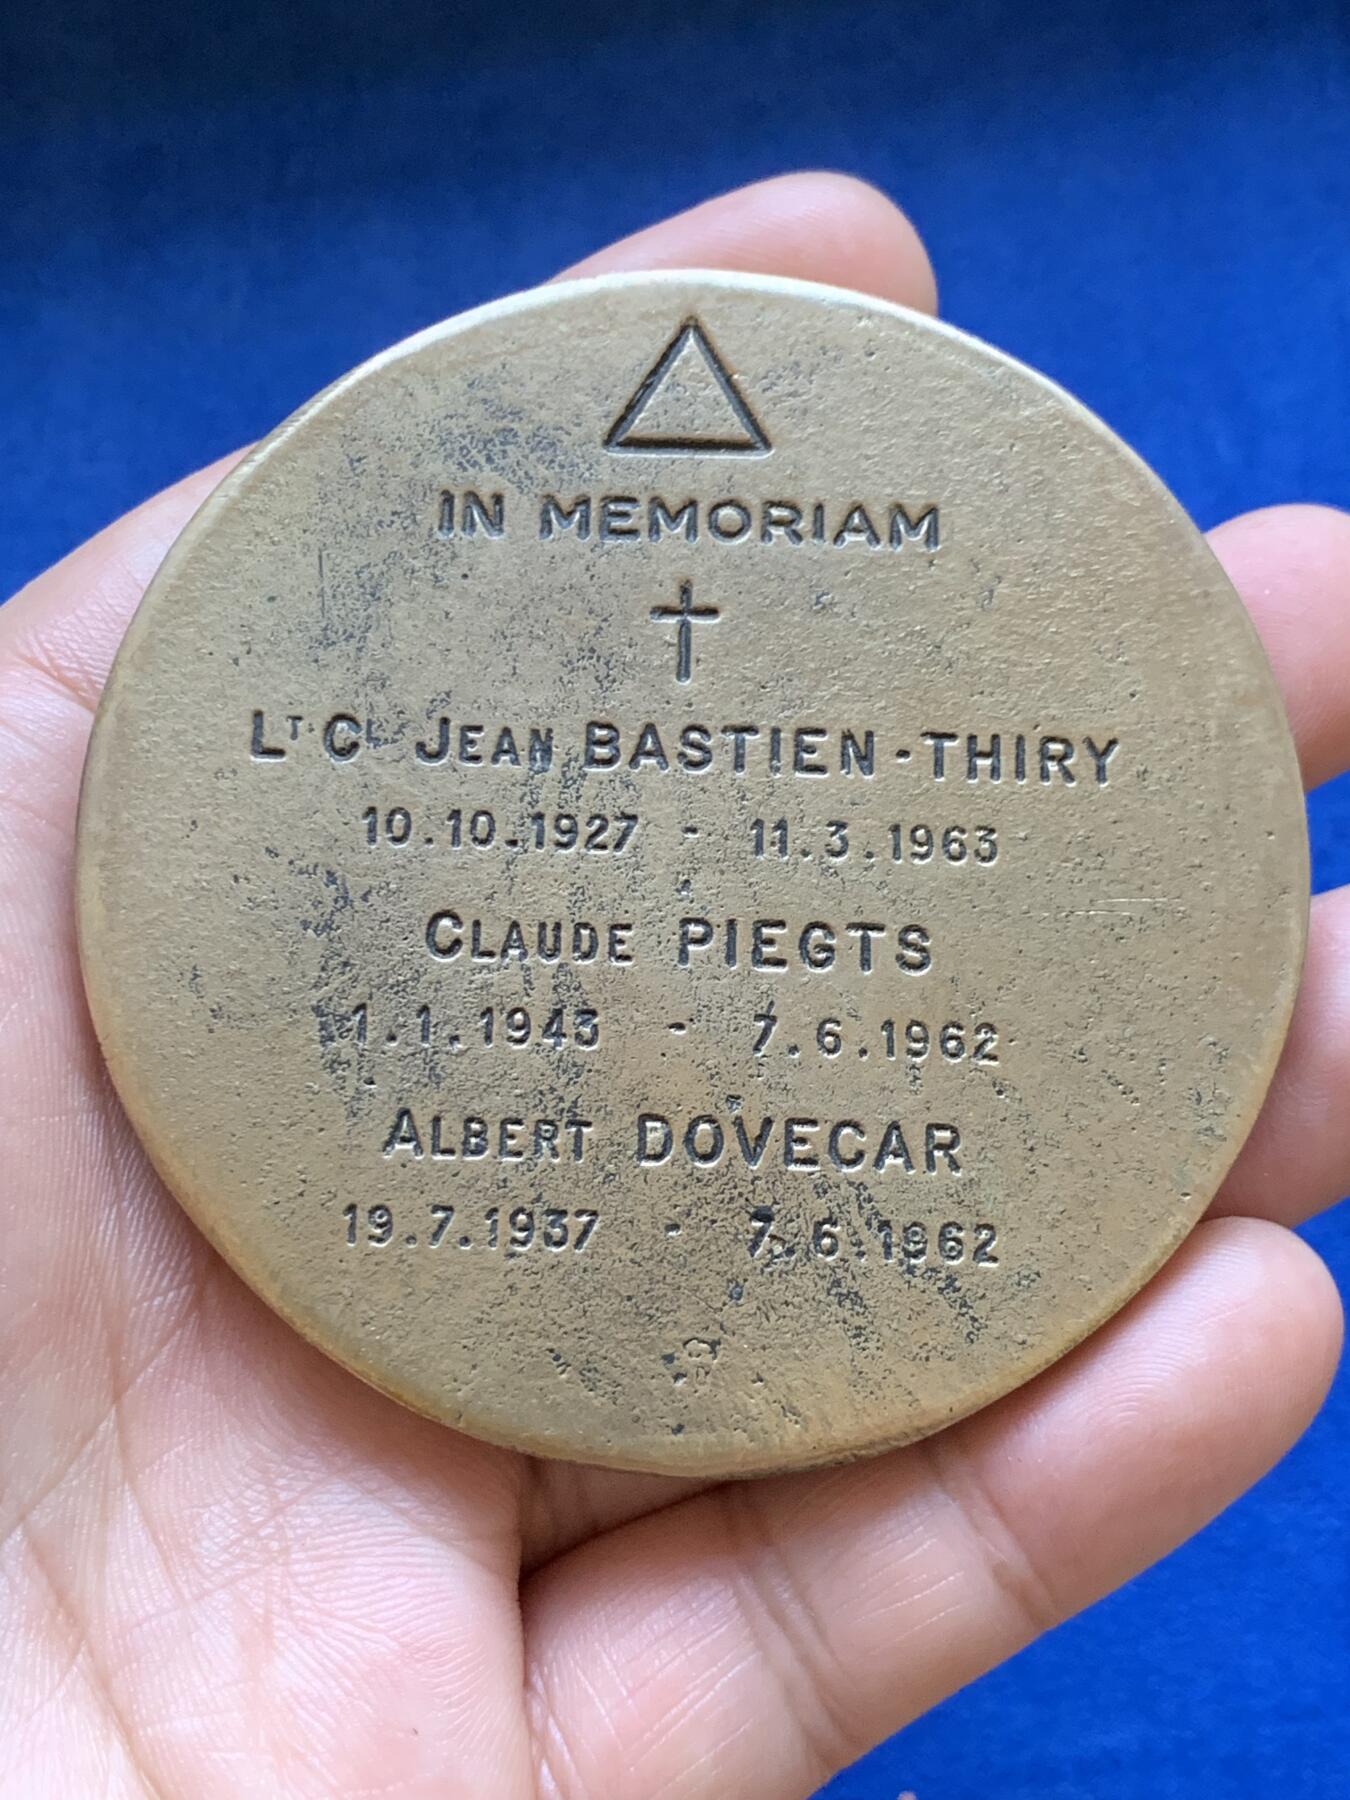 IN MEMORIAM
LT CL JEAN BASTIEN-THIRY
10.10.1927 - 11.3.1963
CLAUDE PIEGTS
1.1.1943 - 7.6.1962
ALBERT DOVECAR
19.7.1937 - 7.6.1962